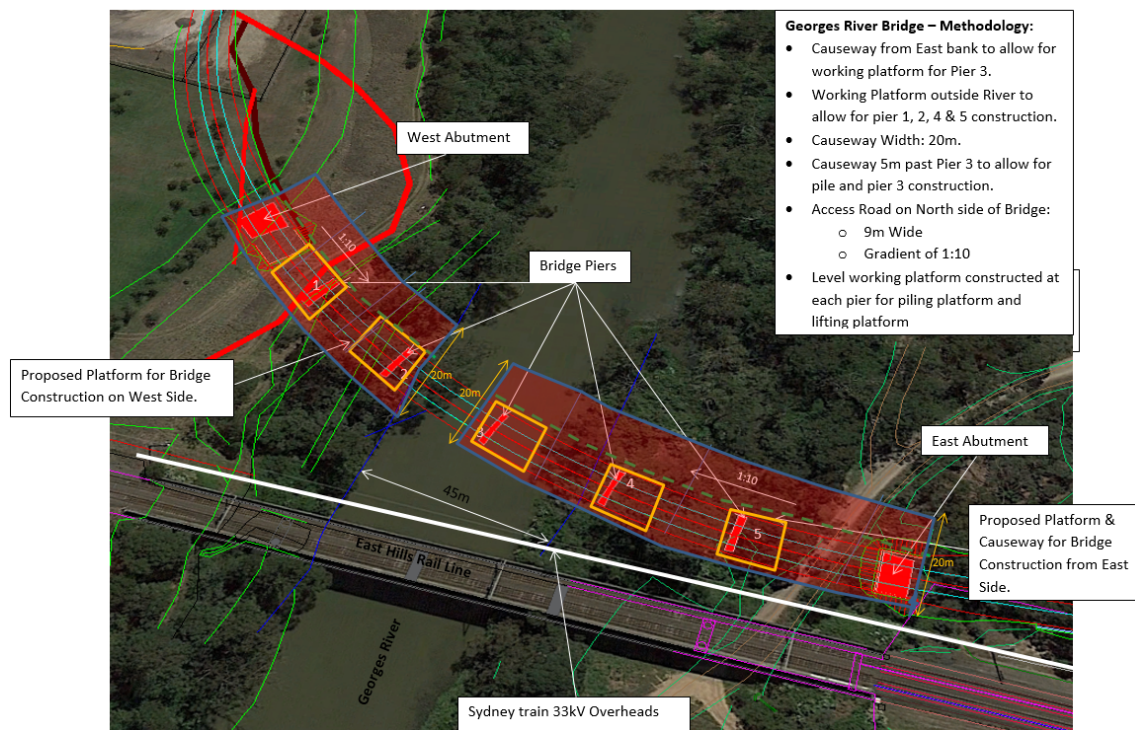 Georges River Bridge – Methodology:
• Causeway from East bank to allow for
working platform for Pier 3.
• Working Platform outside River to
allow for pier 1, 2, 4 & 5 construction.
• Causeway Width: 20m.
• Causeway 5m past Pier 3 to allow for
pile and pier 3 construction.
• Access Road on North side of Bridge:
o 9m Wide
o Gradient of 1:10
• Level working platform constructed at
each pier for piling platform and
lifting platform
West Abutment
1:10
Bridge Piers
1
2
20m
20m
Proposed Platform for Bridge
Construction on West Side.
3
4
1:10
5
East Abutment
20m
Proposed Platform &
Causeway for Bridge
Construction from East
Side.
45m
East Hills Rail Line
Georges River
Sydney train 33kV Overheads